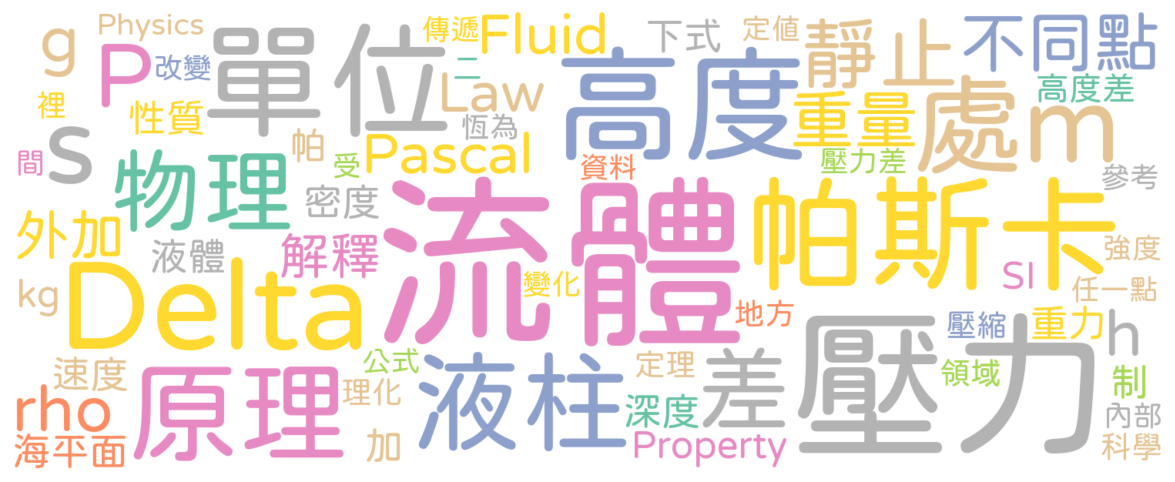 g
Physics
P
改變
單位
傳遞
Fluid
二
Law
下式
定值
靜止
不同點
高度差
裡
性質
S
帕
恆為
高度
重量
處
m
間
物理
受
Pascal
資料
壓力差
參考
密度
外加
液體
解釋
流體
帕斯卡
強度
kg
Delta
變化
SI
任一點
地方
壓縮
重力
h
速度
公式
定理
領域
制
rho
原理
理化
液柱
深度
差
壓力
內部
海平面
加
Property
科學